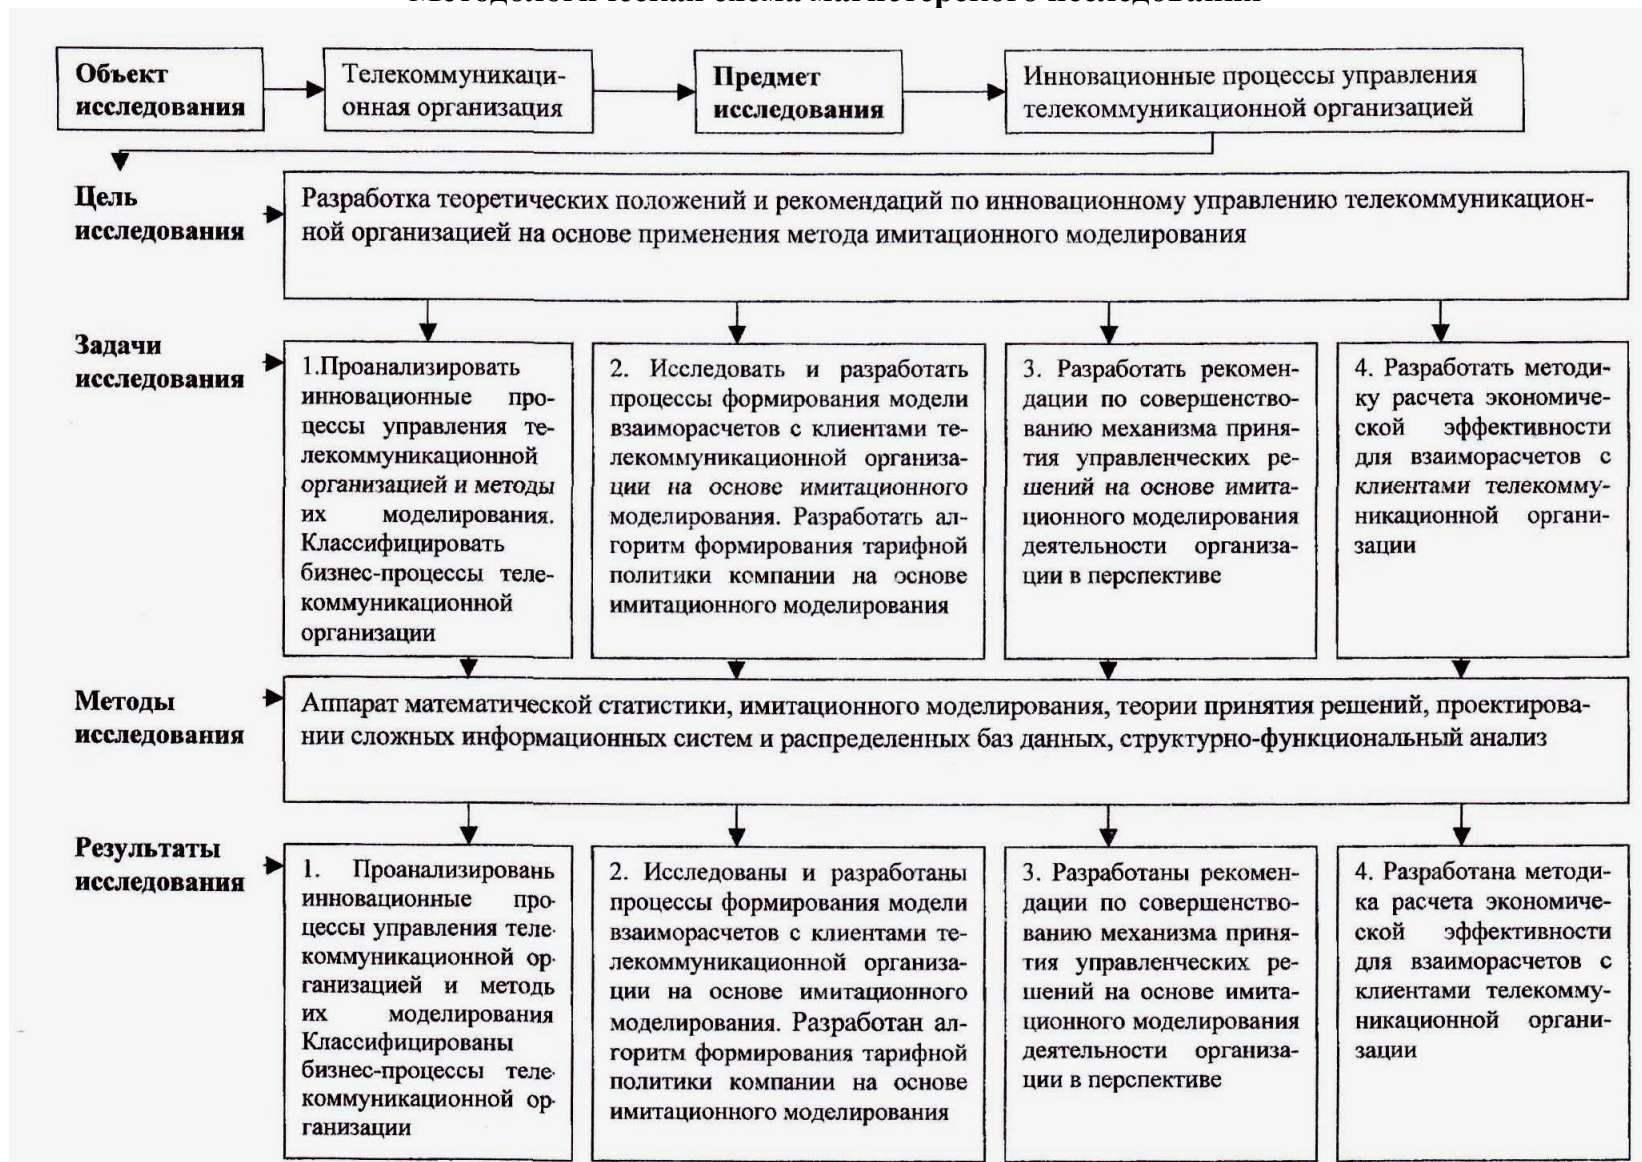 Методологическая схема магистерского исследования
Объект
исследования
Телекоммуникаци-
онная организация
Предмет
исследования
Инновационные процессы управления
телекоммуникационной организацией
Цель
исследования
Разработка теоретических положений и рекомендаций по инновационному управлению телекоммуникацион-
ной организацией на основе применения метода имитационного моделирования
Задачи
исследования
1.Проанализировать
инновационные про-
цессы управления те-
лекоммуникационной
организацией и методы
их моделирования.
Классифицировать
бизнес-процессы теле-
коммуникационной
организации
2. Исследовать и разработать
процессы формирования модели
взаиморасчетов с клиентами те-
лекоммуникационной организа-
ции на основе имитационного
моделирования. Разработать ал-
горитм формирования тарифной
политики компании на основе
имитационного моделирования
3. Разработать рекомен-
дации по совершенство-
ванию механизма приня-
тия управленческих ре-
шений на основе имита-
ционного моделирования
деятельности организа-
ции в перспективе
4. Разработать методи-
ку расчета экономиче-
ской эффективности
для взаиморасчетов с
клиентами телекомму-
никационной органи-
зации
Методы
исследования
Аппарат математической статистики, имитационного моделирования, теории принятия решений, проектирова-
нии сложных информационных систем и распределенных баз данных, структурно-функциональный анализ
Результаты
исследования
1. Проанализировань
инновационные про-
цессы управления теле-
коммуникационной ор-
ганизацией и методь
их моделирования
Классифицированы
бизнес-процессы теле-
коммуникационной ор-
ганизации
2. Исследованы и разработаны
процессы формирования модели
взаиморасчетов с клиентами те-
лекоммуникационной организа-
ции на основе имитационного
моделирования. Разработан ал-
горитм формирования тарифной
политики компании на основе
имитационного моделирования
3. Разработаны рекомен-
дации по совершенство-
ванию механизма приня-
тия управленческих ре-
шений на основе имита-
ционного моделирования
деятельности организа-
ции в перспективе
4. Разработана методи-
ка расчета экономиче-
ской эффективности
для взаиморасчетов с
клиентами телекомму-
никационной органи-
зации